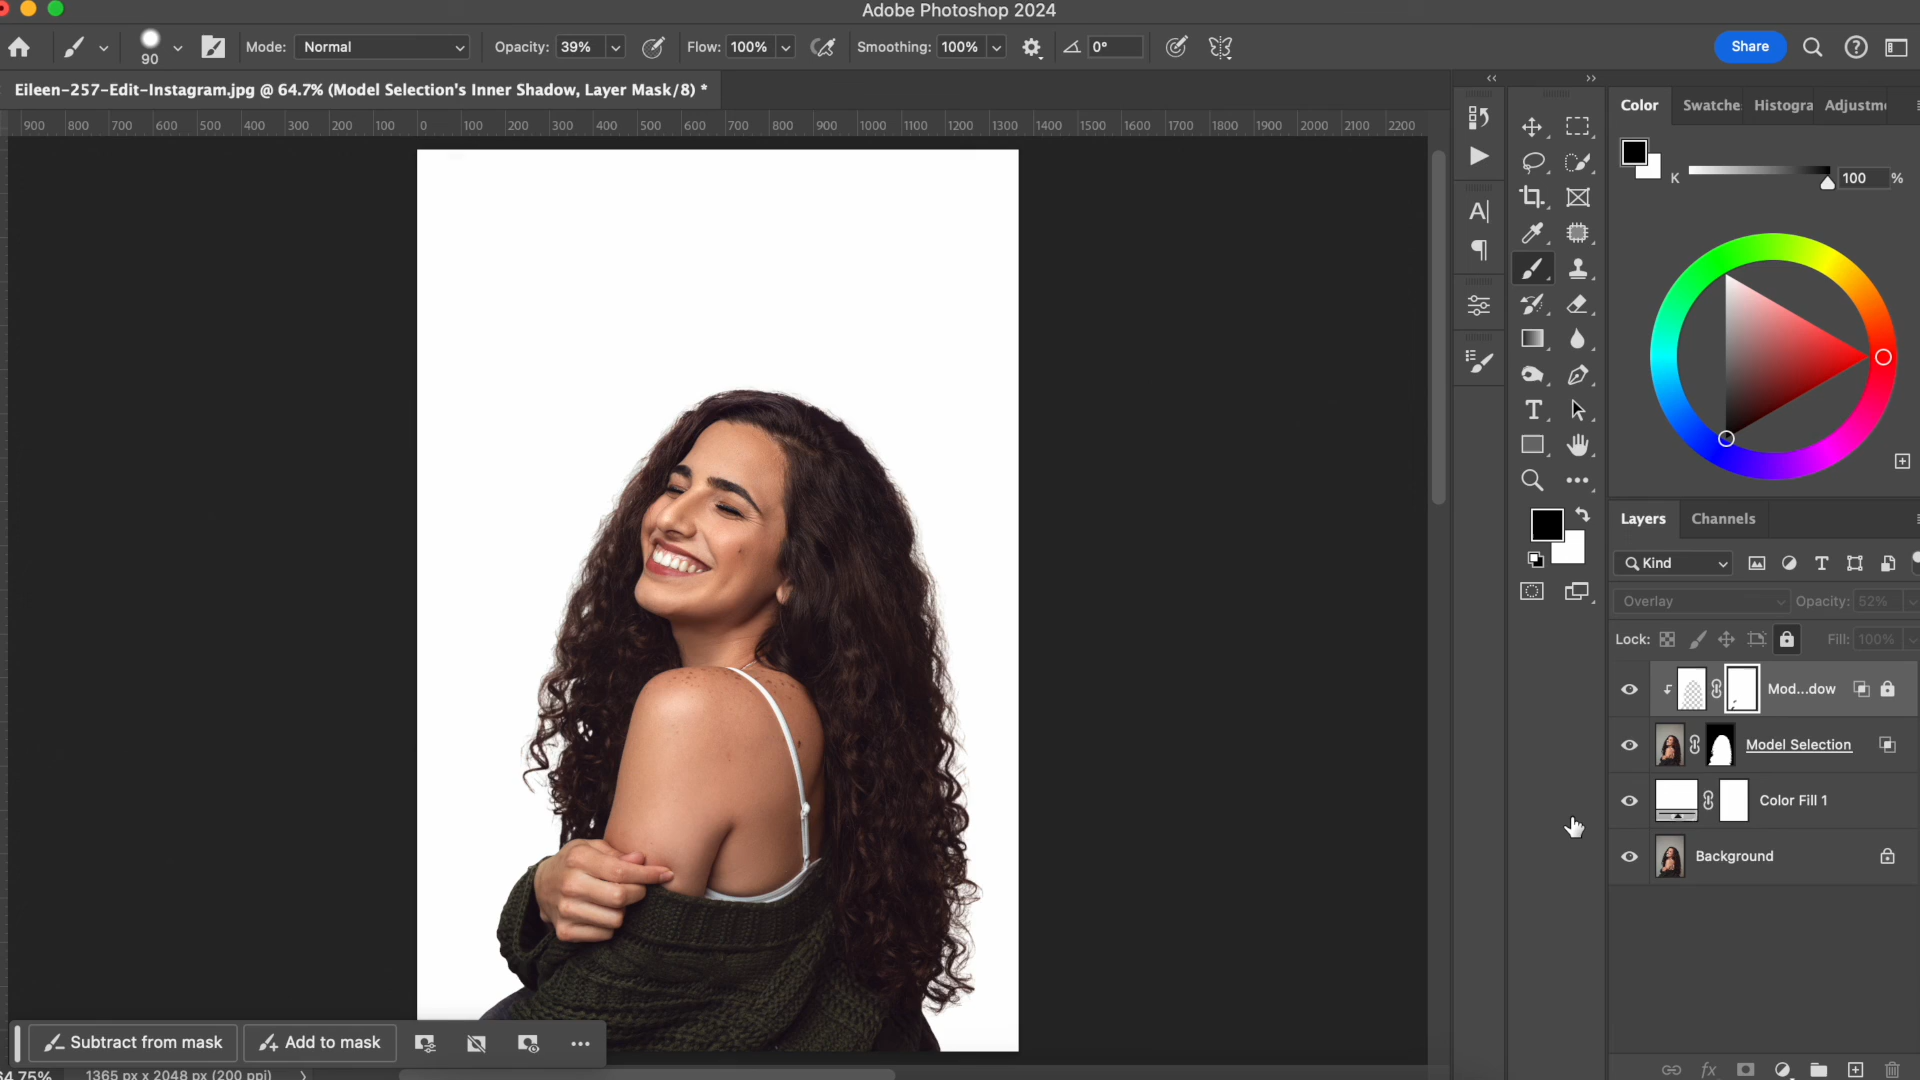 Adobe Photoshop 2024
90
Mode: Normal
Opacity: 39%
Flow: 100%
Smoothing: 100%
0°
Share
Eileen-257-Edit-Instagram.jpg @ 64.7% (Model Selection's Inner Shadow, Layer Mask/8) *
900 800 700 600 500 400 300 200 100 0 100 200 300 400 500 600 700 800 900 1000 1100 1200 1300 1400 1500 1600 1700 1800 1900 2000 2100 2200
Color Swatche Histogra Adjustm
K 100 %
Layers Channels
Kind
Overlay Opacity: 52%
Lock: Fill: 100%
Mod...dow
Model Selection
Color Fill 1
Background
fx
Subtract from mask Add to mask
64.75% 1365 px x 2048 px (200 ppi)